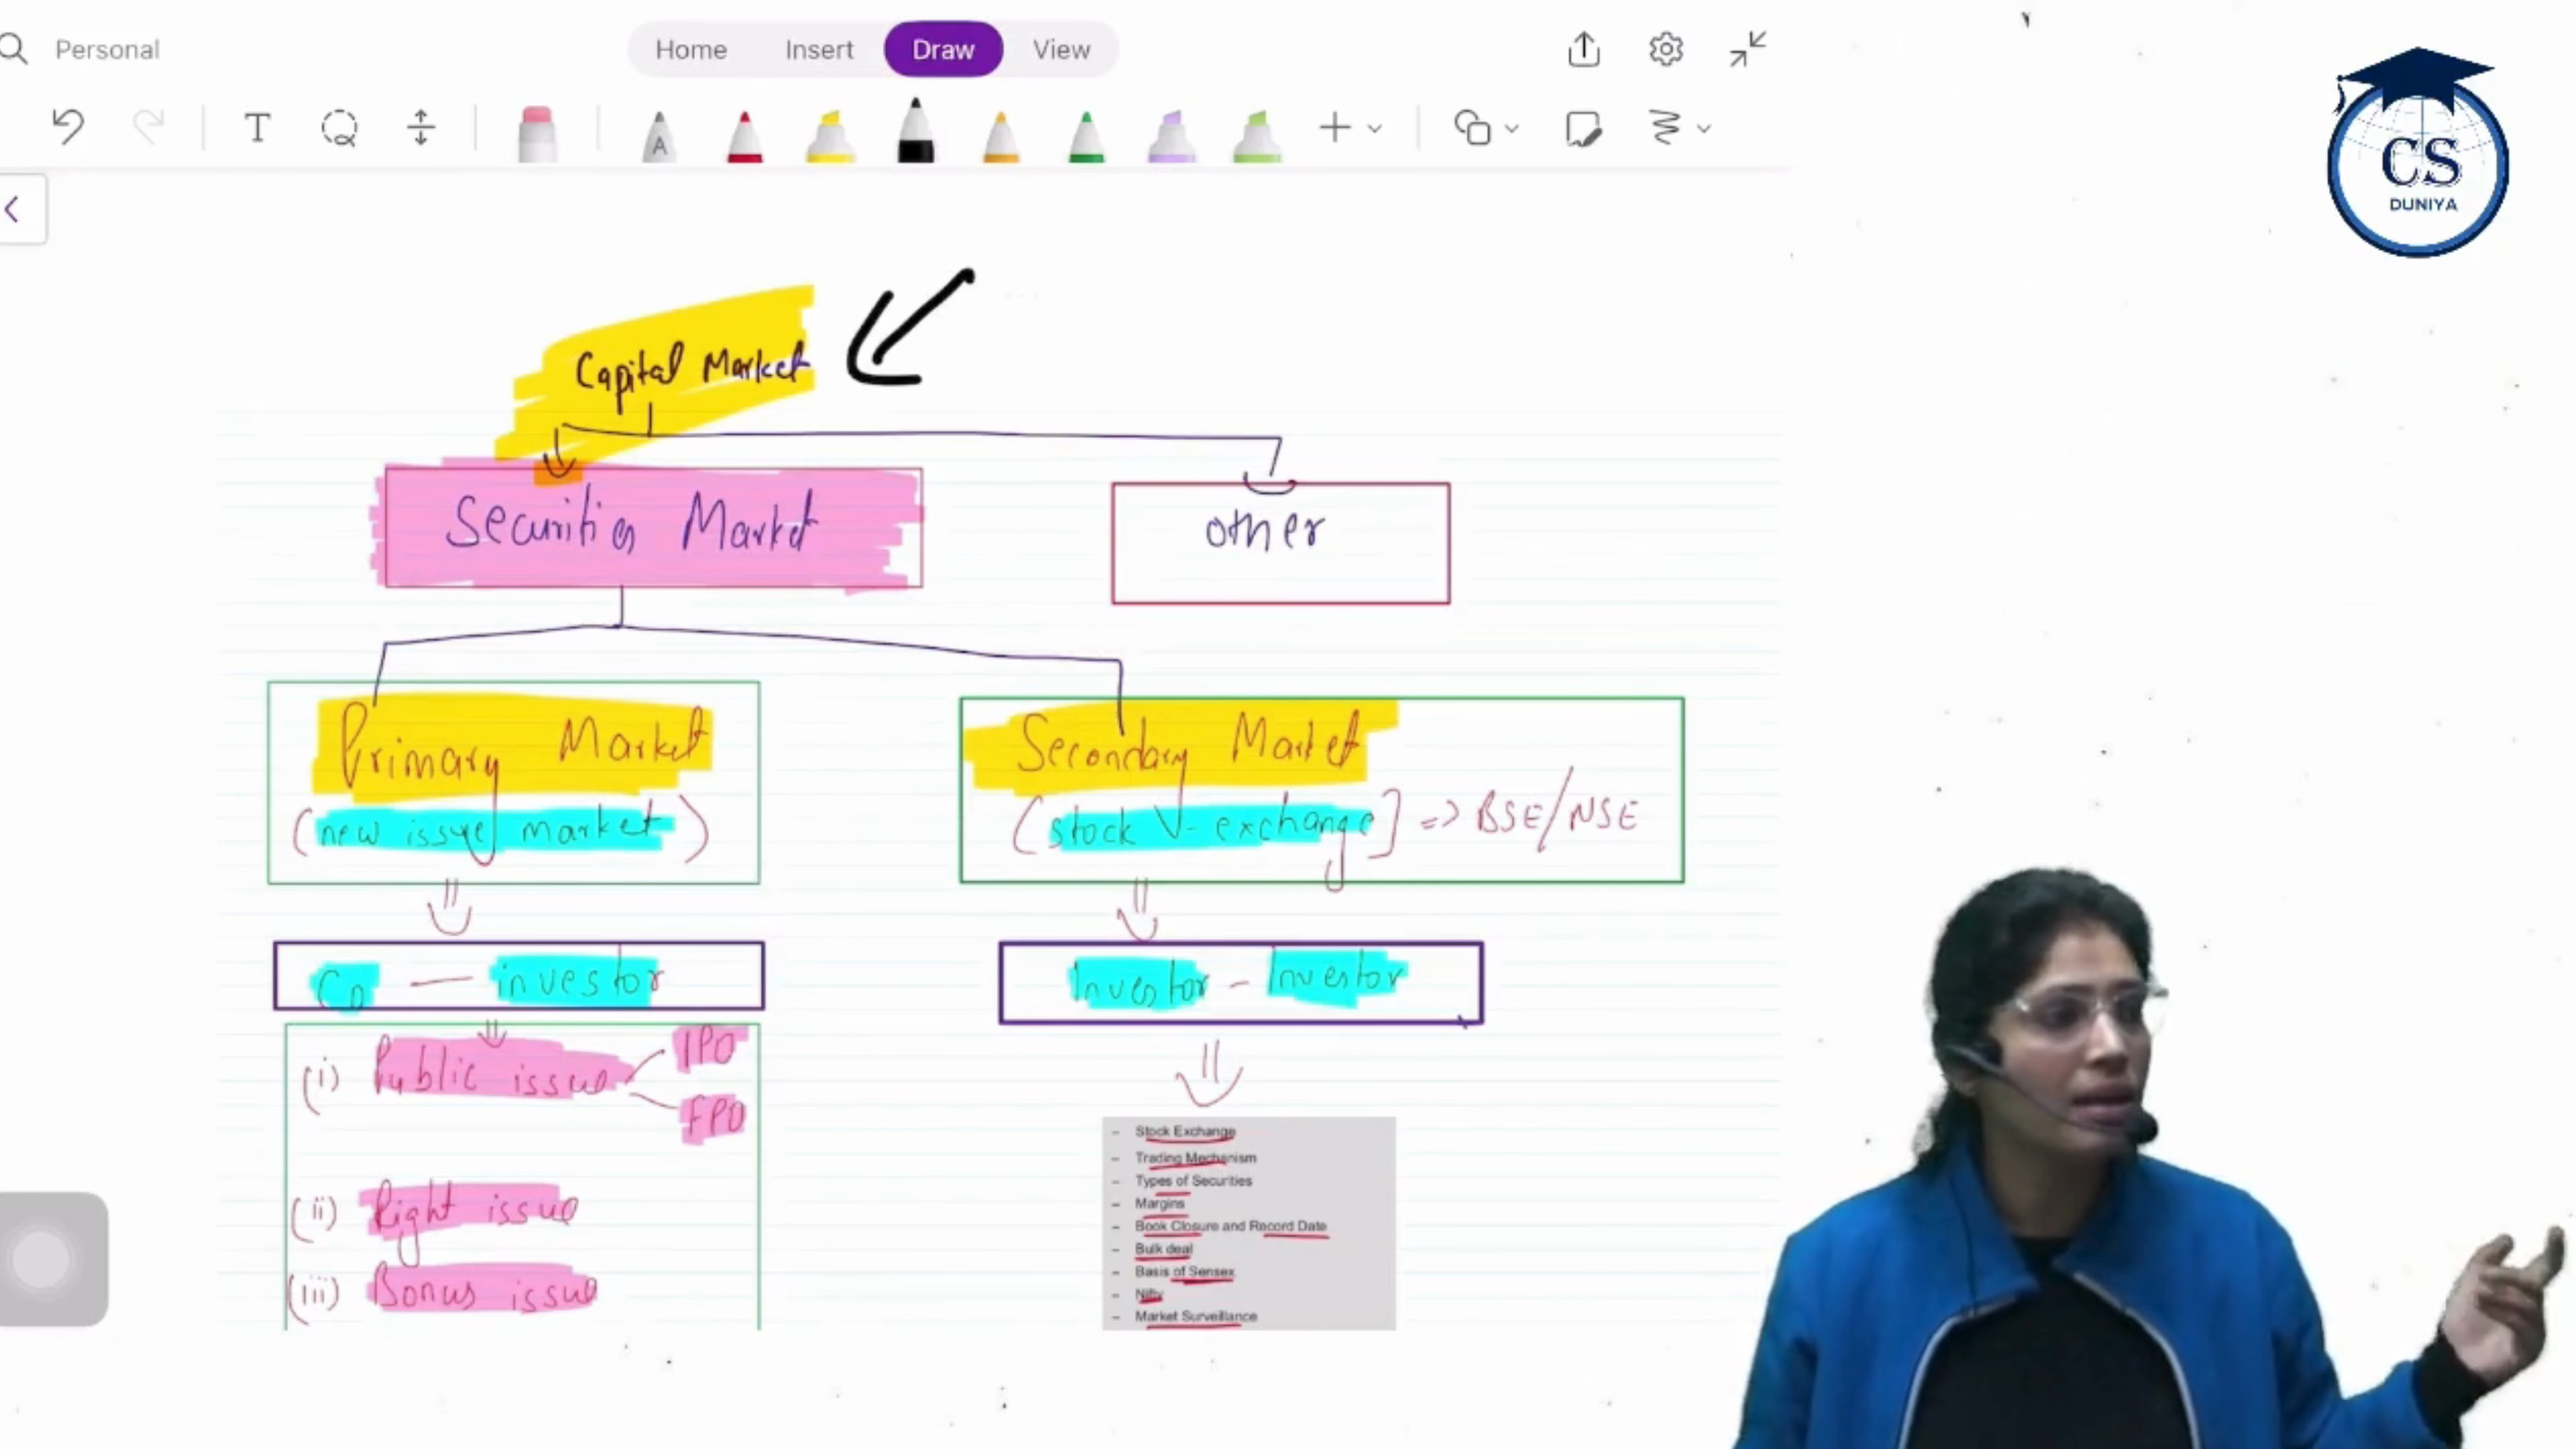 Personal
Home Insert Draw View
T A
CS
DUNIYA
Capital Market
Securities Market
other
Primary Market
(new issue market)
Secondary Market
(stock - exchange] => BSE/NSE
Co — investor
Investor - Investor
(i) Public issue
IPO
FPO
(ii) Right issue
(iii) Bonus issue
- Stock Exchange
- Trading Mechanism
- Types of Securities
- Margins
- Book Closure and Record Date
- Bulk deal
- Basis of Sensex
- Nifty
- Market Surveillance